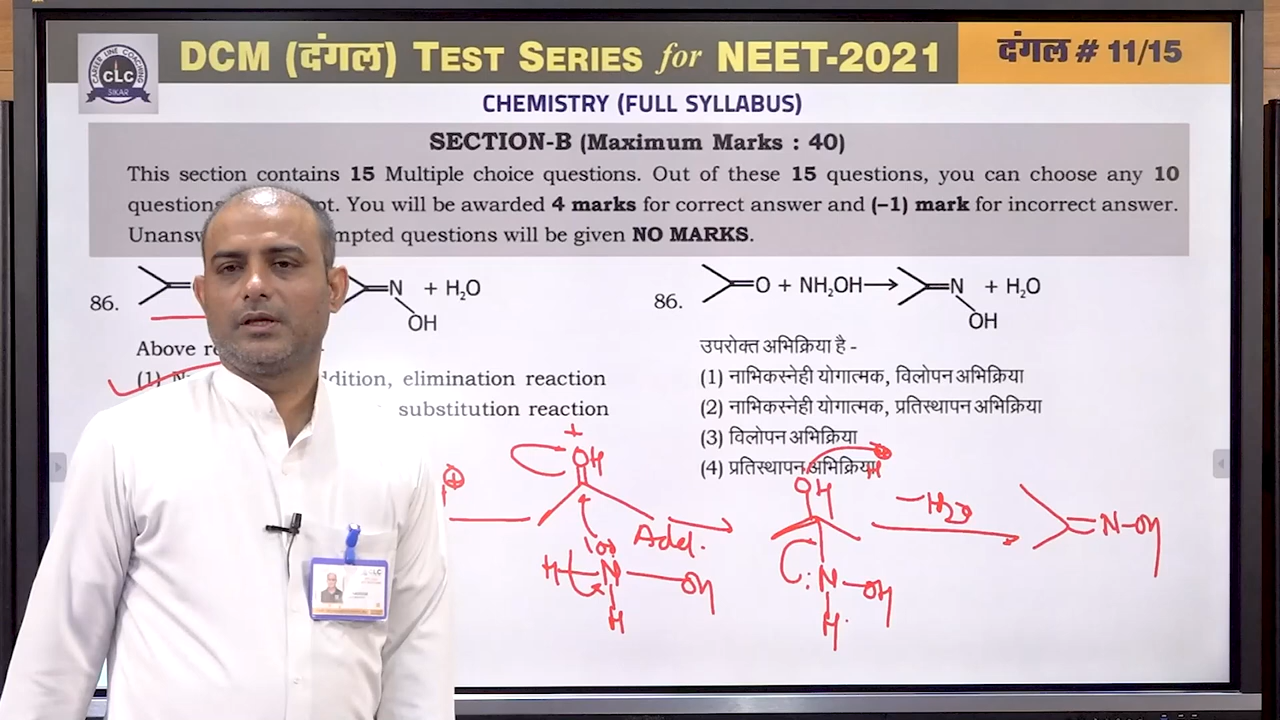 CAREER LINE COACHING
CLC
SIKAR
DCM (दंगल) TEST SERIES for NEET-2021
दंगल # 11/15
CHEMISTRY (FULL SYLLABUS)
SECTION-B (Maximum Marks : 40)
This section contains 15 Multiple choice questions. Out of these 15 questions, you can choose any 10
question pt. You will be awarded 4 marks for correct answer and (–1) mark for incorrect answer.
Unansw mpted questions will be given NO MARKS.
86. =N + H₂O
OH
Above re -
(1) N ddition, elimination reaction
substitution reaction
86. =O + NH₂OH → =N + H₂O
OH
उपरोक्त अभिक्रिया है -
(1) नाभिकस्नेही योगात्मक, विलोपन अभिक्रिया
(2) नाभिकस्नेही योगात्मक, प्रतिस्थापन अभिक्रिया
(3) विलोपन अभिक्रिया
(4) प्रतिस्थापन अभिक्रिया
+
OH
Add.
H N OH
H
OH
H
N OH
H
–H₂O
=N–OH